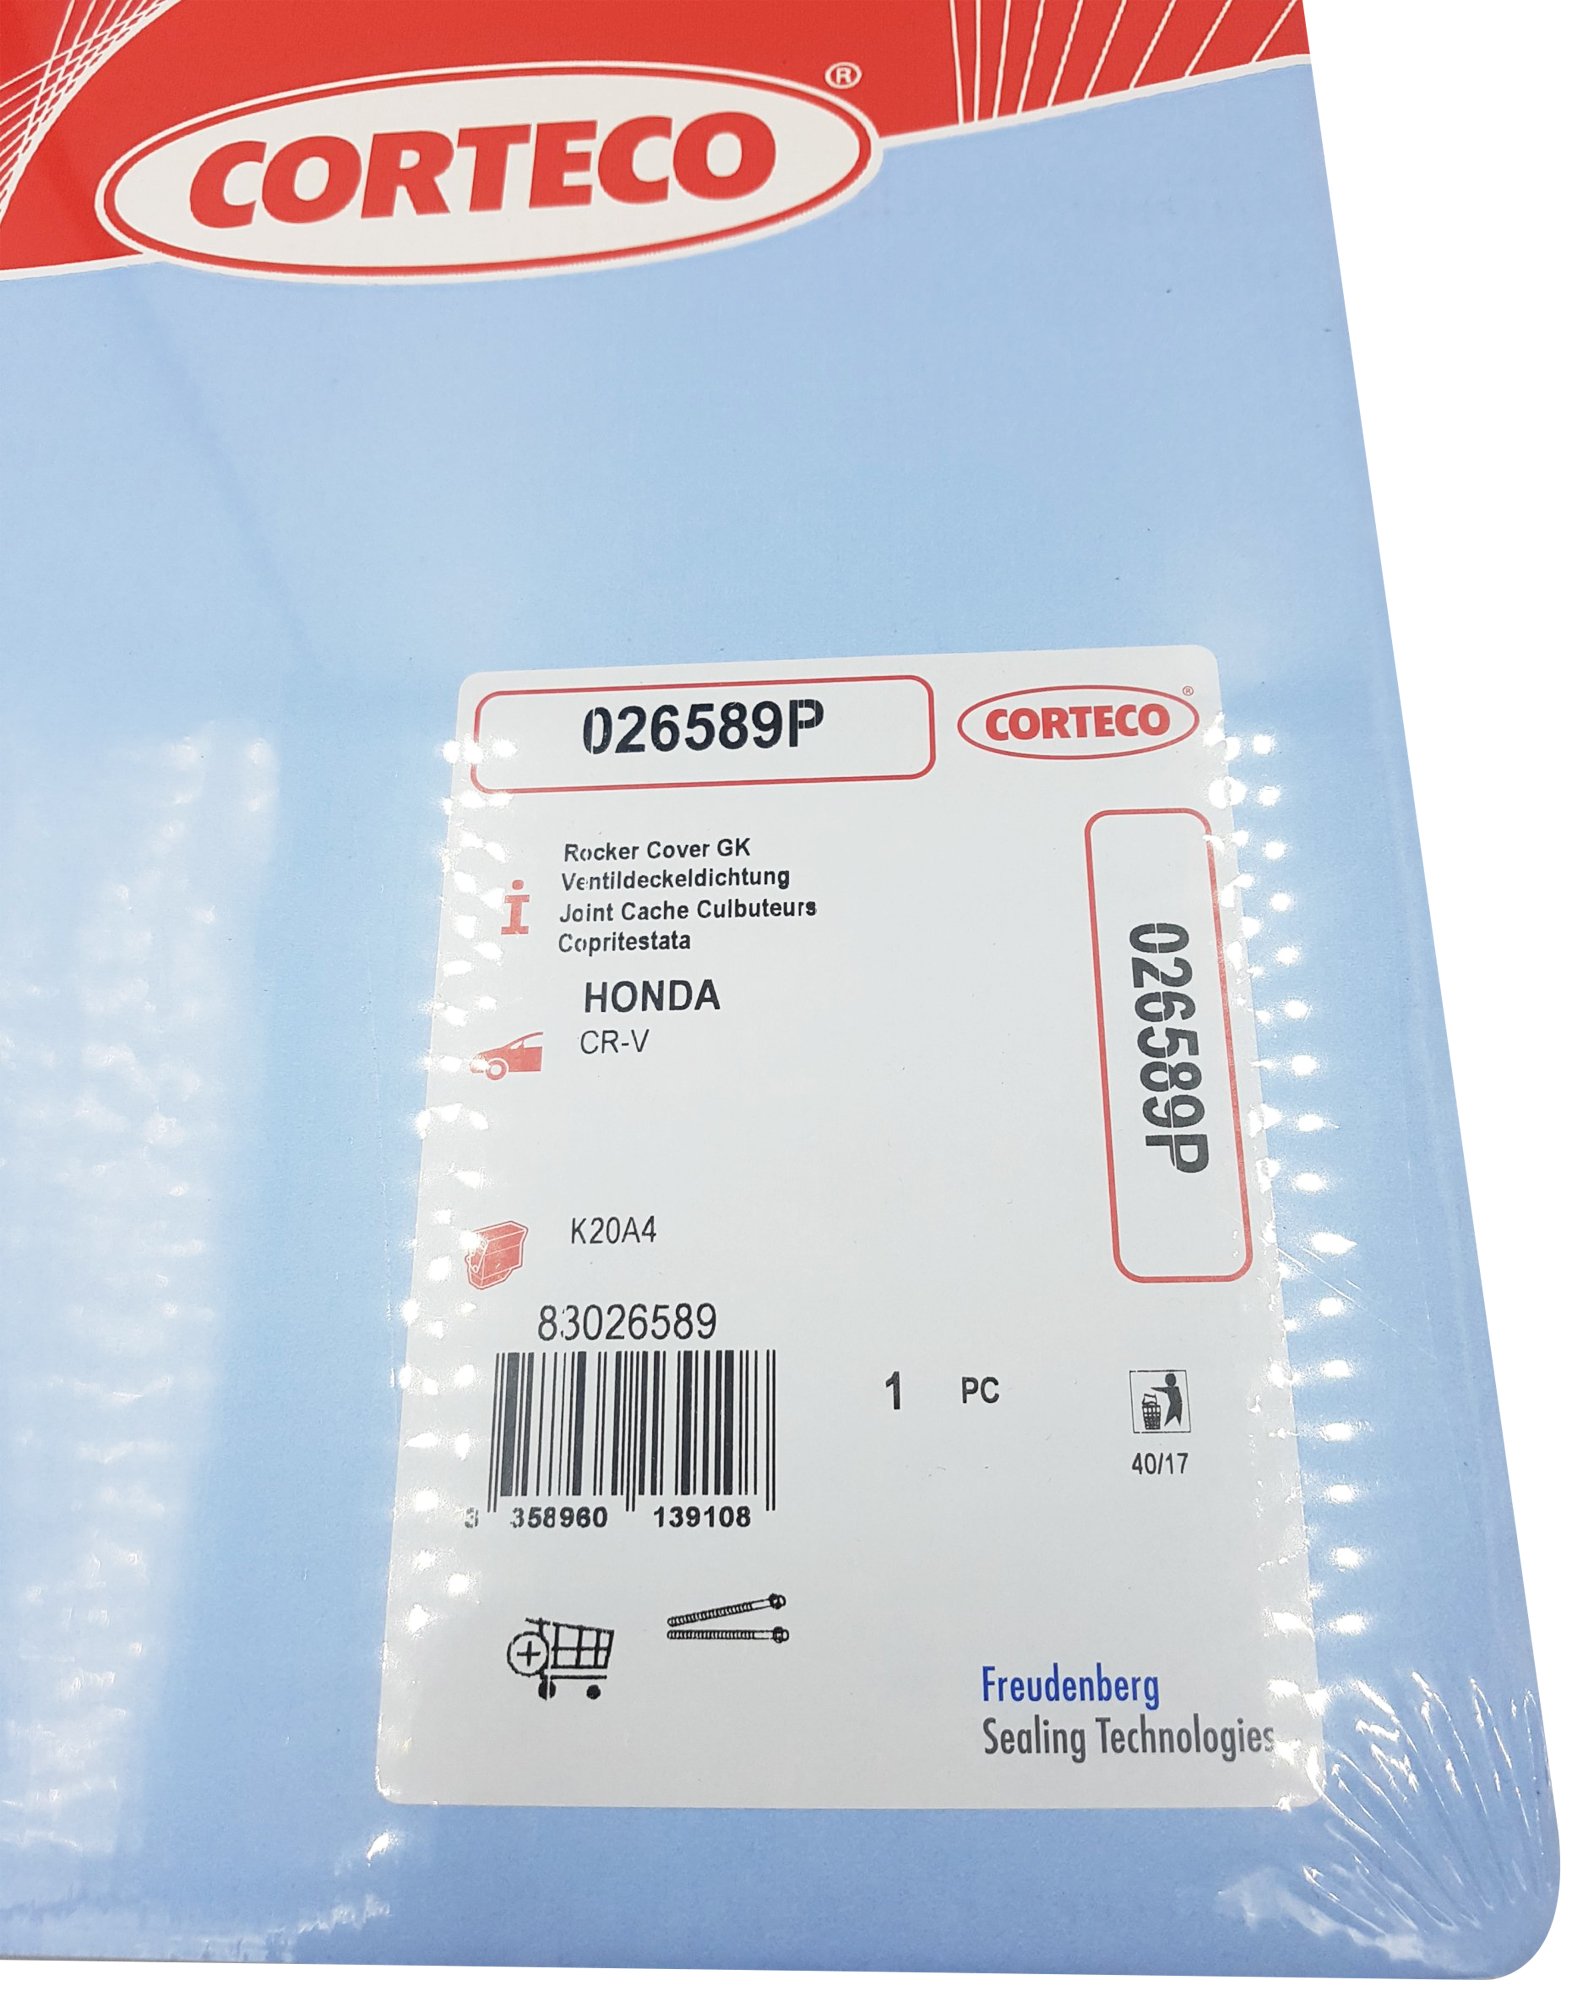 CORTECO ®
026589P
CORTECO ®
Rocker Cover GK
Ventildeckeldichtung
Joint Cache Culbuteurs
Copritestata
HONDA
CR-V
026589P
K20A4
83026589
1 PC
40/17
3 358960 139108
Freudenberg
Sealing Technologies